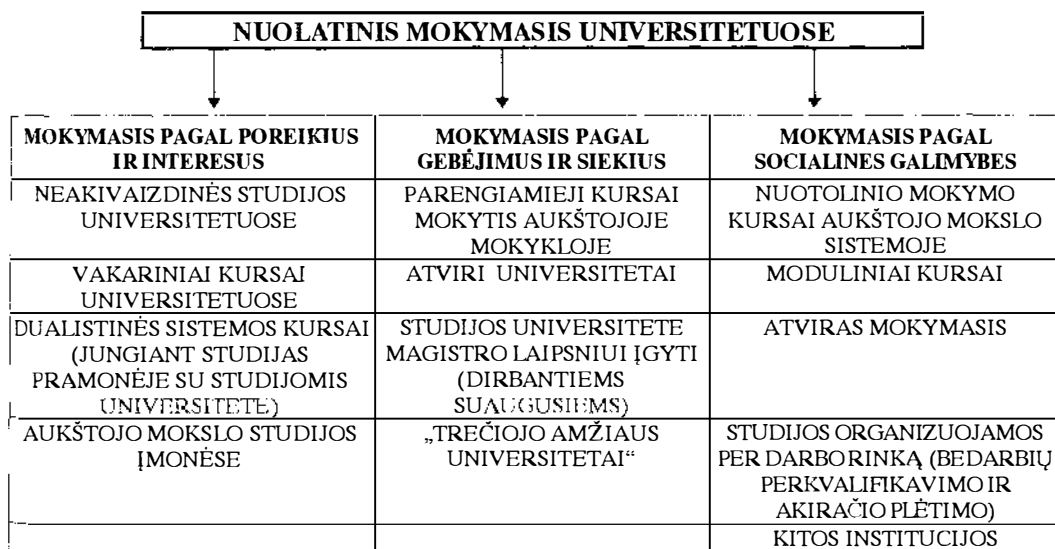 NUOLATINIS MOKYMASIS UNIVERSITETUOSE
MOKYMASIS PAGAL POREIKIUS
IR INTERESUS
MOKYMASIS PAGAL
GEBĖJIMUS IR SIEKIUS
MOKYMASIS PAGAL
SOCIALINES GALIMYBES
NEAKIVAIZDINĖS STUDIJOS
UNIVERSITETUOSE
PARENGIAMIEJI KURSAI
MOKYTIS AUKŠTOJOJE
MOKYKLOJE
NUOTOLINIO MOKYMO
KURSAI AUKŠTOJO MOKSLO
SISTEMOJE
VAKARINIAI KURSAI
UNIVERSITETUOSE
ATVIRI UNIVERSITETAI
MODULINIAI KURSAI
DUALISTINĖS SISTEMOS KURSAI
(JUNGIANT STUDIJAS
PRAMONĖJE SU STUDIJOMIS
UNIVERSITETE)
STUDIJOS UNIVERSITETE
MAGISTRO LAIPSNIUI ĮGYTI
(DIRBANTIEMS
SUAUGUSIEMS)
ATVIRAS MOKYMASIS
AUKŠTOJO MOKSLO STUDIJOS
ĮMONĖSE
„TREČIOJO AMŽIAUS
UNIVERSITETAI“
STUDIJOS ORGANIZUOJAMOS
PER DARBO RINKĄ (BEDARBIŲ
PERKVALIFIKAVIMO IR
AKIRAČIO PLĖTIMO)
KITOS INSTITUCIJOS